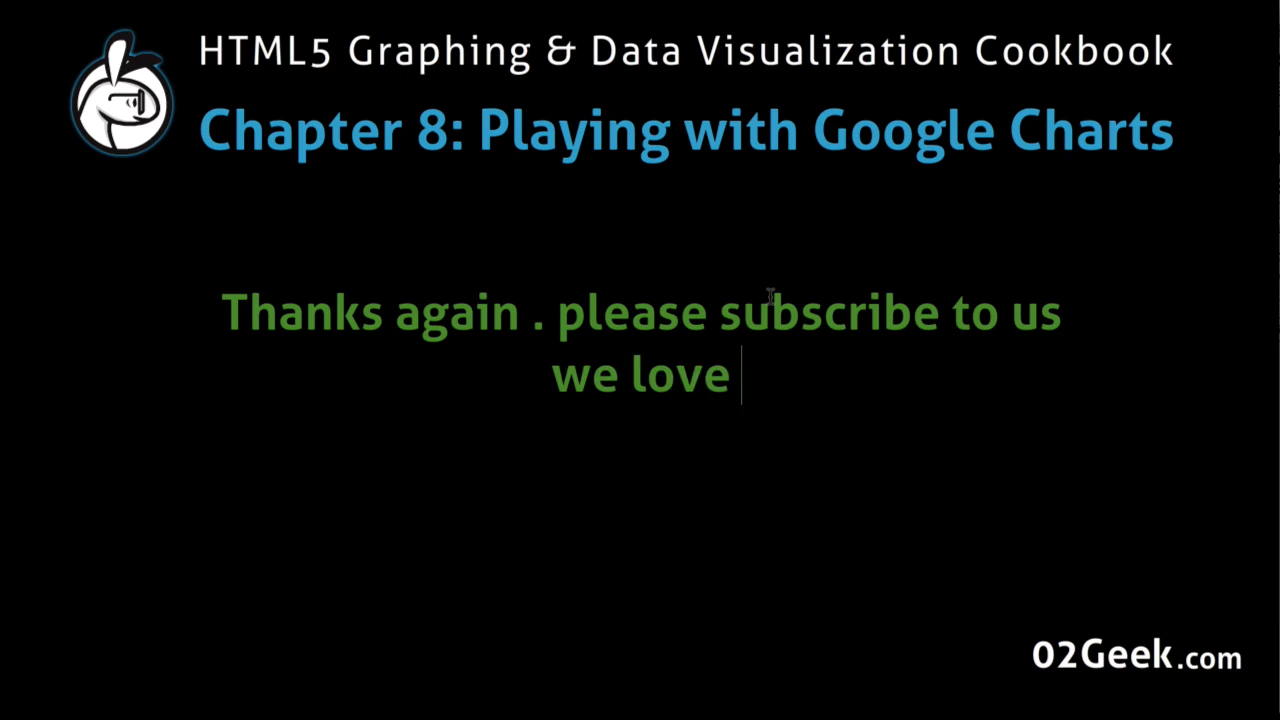 HTML5 Graphing & Data Visualization Cookbook
Chapter 8: Playing with Google Charts
Thanks again . please subscribe to us
we love
02Geek.com